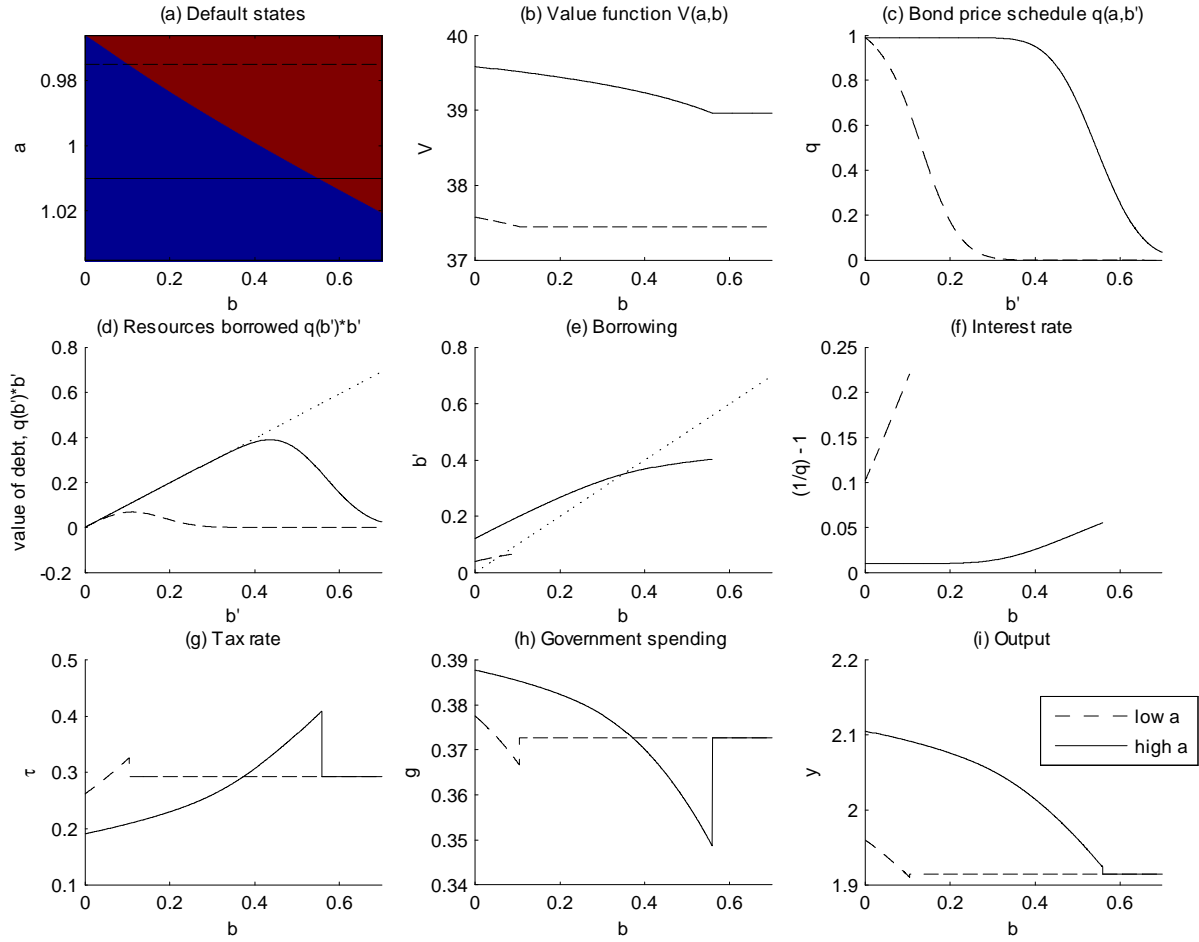 (a) Default states
a
0.98
1
1.02
0 0.2 0.4 0.6
b
(b) Value function V(a,b)
V
40
39
38
37
0 0.2 0.4 0.6
b
(c) Bond price schedule q(a,b')
q
1
0.8
0.6
0.4
0.2
0
0 0.2 0.4 0.6
b'
(d) Resources borrowed q(b')*b'
value of debt, q(b')*b'
0.8
0.6
0.4
0.2
0
-0.2
0 0.2 0.4 0.6
b'
(e) Borrowing
b'
0.8
0.6
0.4
0.2
0
0 0.2 0.4 0.6
b
(f) Interest rate
(1/q) - 1
0.25
0.2
0.15
0.1
0.05
0
0 0.2 0.4 0.6
b
(g) Tax rate
τ
0.5
0.4
0.3
0.2
0.1
0 0.2 0.4 0.6
b
(h) Government spending
g
0.39
0.38
0.37
0.36
0.35
0.34
0 0.2 0.4 0.6
b
(i) Output
y
2.2
2.1
2
1.9
0 0.2 0.4 0.6
b
low a
high a